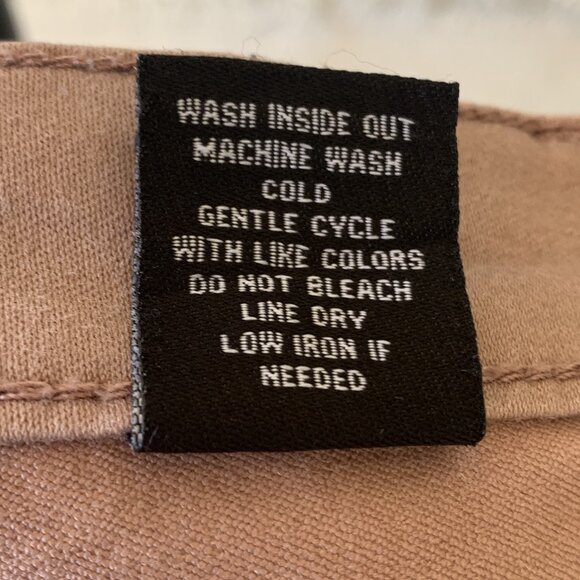 WASH INSIDE OUT
MACHINE WASH
COLD
GENTLE CYCLE
WITH LIKE COLORS
DO NOT BLEACH
LINE DRY
LOW IRON IF
NEEDED